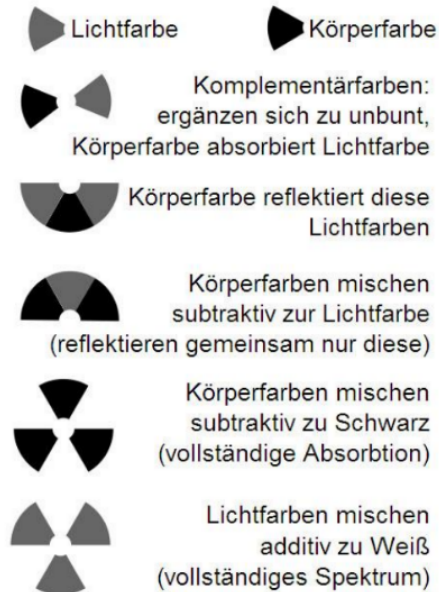 Lichtfarbe
Körperfarbe
Komplementärfarben:
ergänzen sich zu unbunt,
Körperfarbe absorbiert Lichtfarbe
Körperfarbe reflektiert diese
Lichtfarben
Körperfarben mischen
subtraktiv zur Lichtfarbe
(reflektieren gemeinsam nur diese)
Körperfarben mischen
subtraktiv zu Schwarz
(vollständige Absorbtion)
Lichtfarben mischen
additiv zu Weiß
(vollständiges Spektrum)